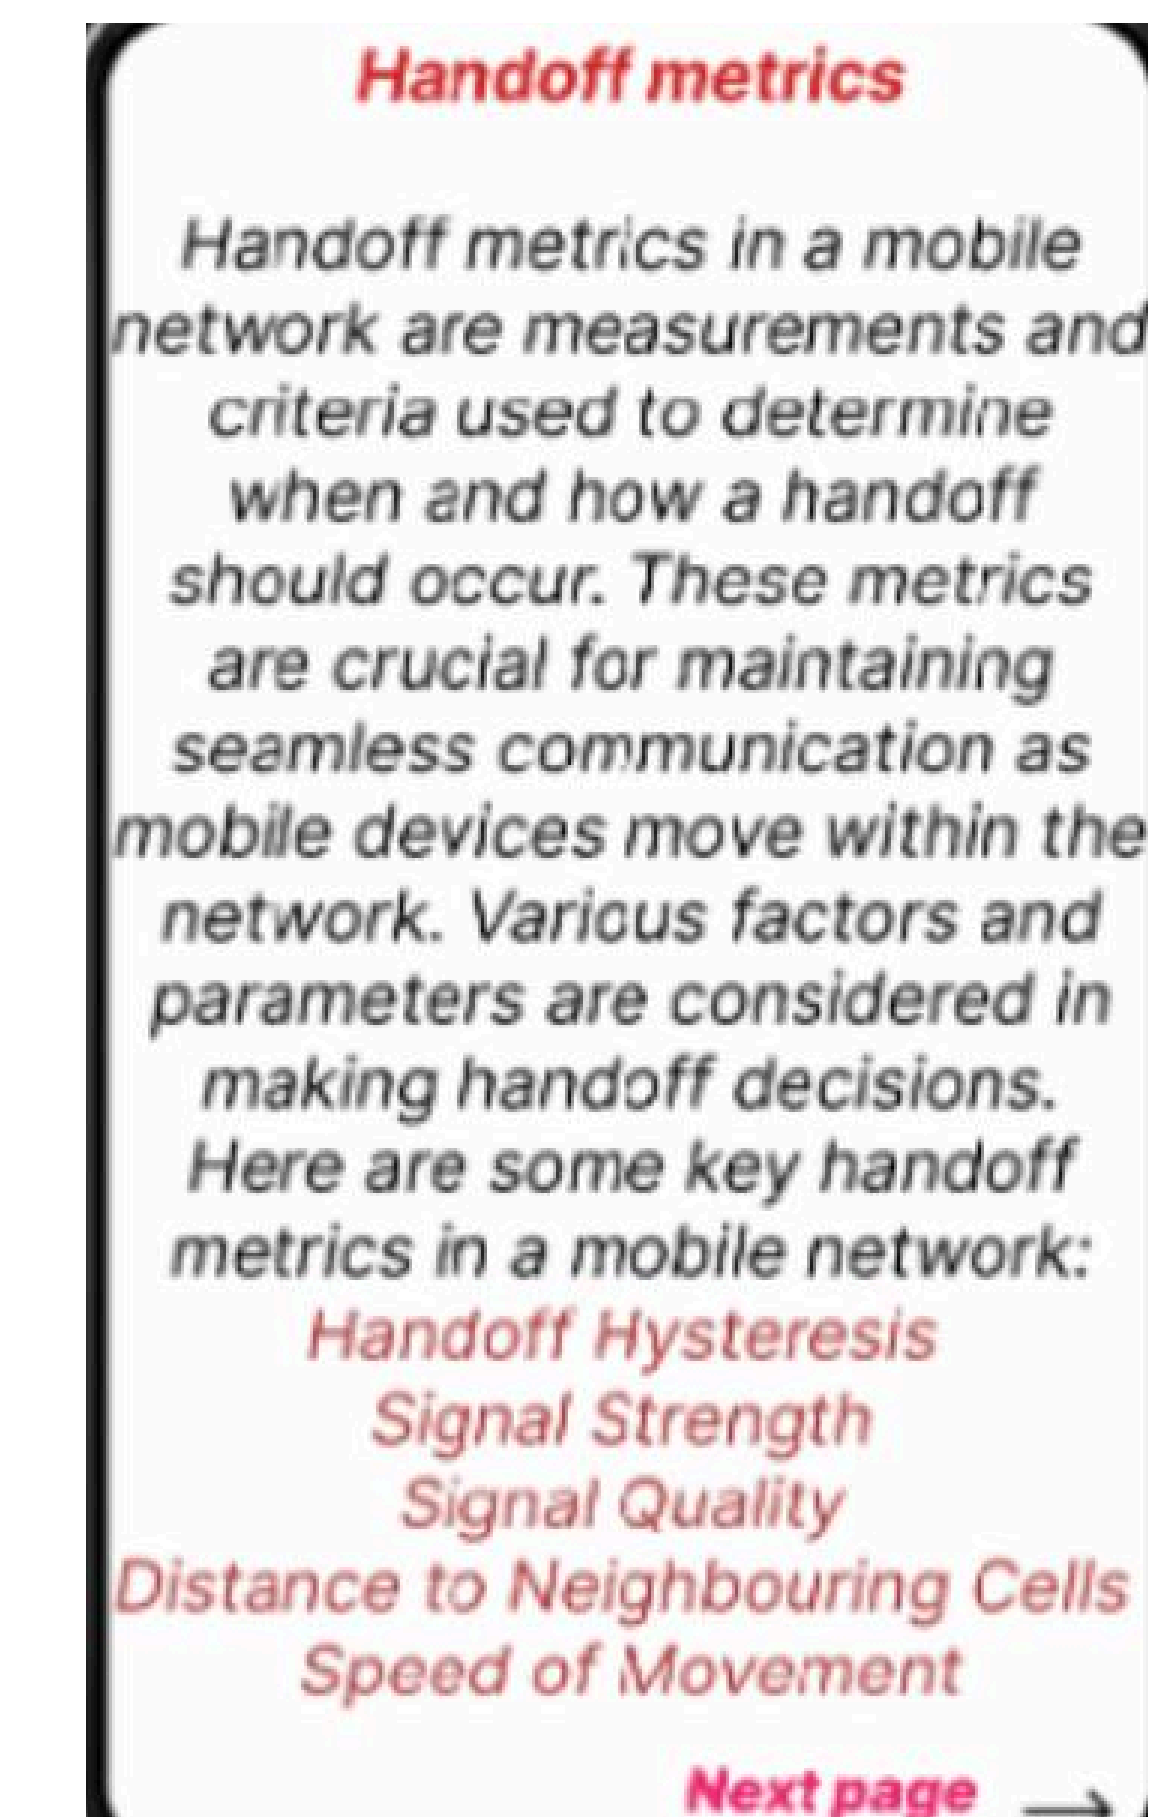 Handoff metrics
Handoff metrics in a mobile
network are measurements and
criteria used to determine
when and how a handoff
should occur. These metrics
are crucial for maintaining
seamless communication as
mobile devices move within the
network. Various factors and
parameters are considered in
making handoff decisions.
Here are some key handoff
metrics in a mobile network:
Handoff Hysteresis
Signal Strength
Signal Quality
Distance to Neighbouring Cells
Speed of Movement
Next page